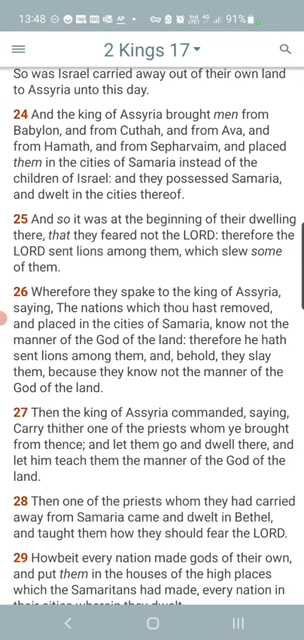 13:48
AP
VoLTE 4G 91%
2 Kings 17
So was Israel carried away out of their own land
to Assyria unto this day.
24 And the king of Assyria brought men from
Babylon, and from Cuthah, and from Ava, and
from Hamath, and from Sepharvaim, and placed
them in the cities of Samaria instead of the
children of Israel: and they possessed Samaria,
and dwelt in the cities thereof.
25 And so it was at the beginning of their dwelling
there, that they feared not the LORD: therefore the
LORD sent lions among them, which slew some
of them.
26 Wherefore they spake to the king of Assyria,
saying, The nations which thou hast removed,
and placed in the cities of Samaria, know not the
manner of the God of the land: therefore he hath
sent lions among them, and, behold, they slay
them, because they know not the manner of the
God of the land.
27 Then the king of Assyria commanded, saying,
Carry thither one of the priests whom ye brought
from thence; and let them go and dwell there, and
let him teach them the manner of the God of the
land.
28 Then one of the priests whom they had carried
away from Samaria came and dwelt in Bethel,
and taught them how they should fear the LORD.
29 Howbeit every nation made gods of their own,
and put them in the houses of the high places
which the Samaritans had made, every nation in
their cities wherein they dwelt.